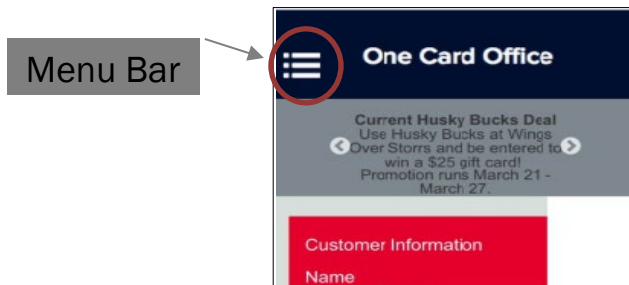 Menu Bar
One Card Office
Current Husky Bucks Deal
Use Husky Bucks at Wings
Over Storrs and be entered to
win a $25 gift card!
Promotion runs March 21 -
March 27.
Customer Information
Name